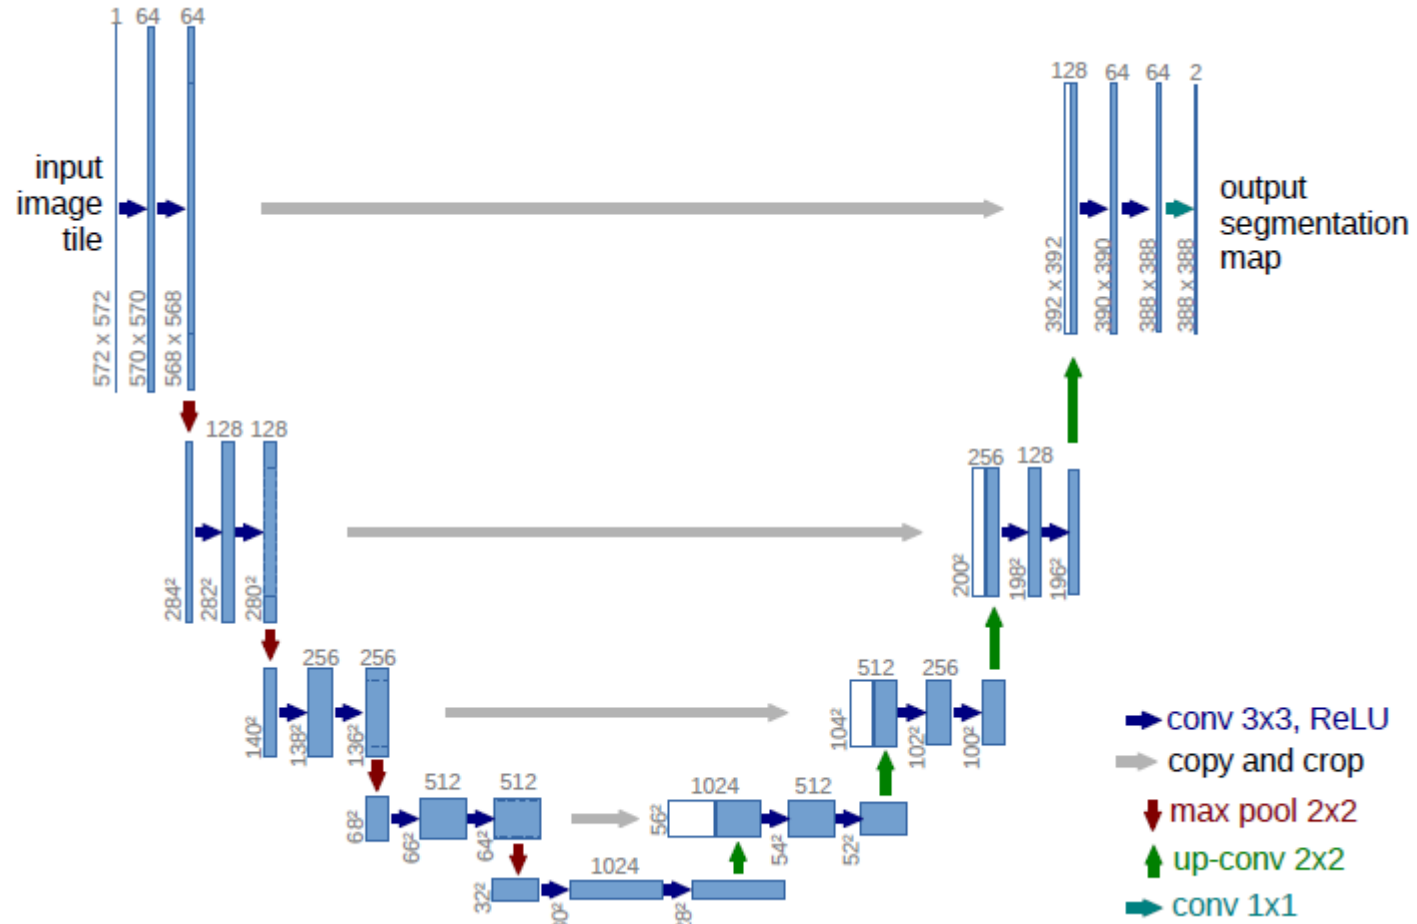 1 64 64
input
image
tile
572 x 572
570 x 570
568 x 568
128 64 64 2
output
segmentation
map
392 x 392
390 x 390
388 x 388
388 x 388
128 128
284²
282²
280²
256 128
200²
198²
196²
256 256
140²
138²
136²
512 256
104²
102²
100²
512 512
68²
66²
64²
1024 512
56²
54²
52²
1024
32²
conv 3x3, ReLU
copy and crop
max pool 2x2
up-conv 2x2
conv 1x1